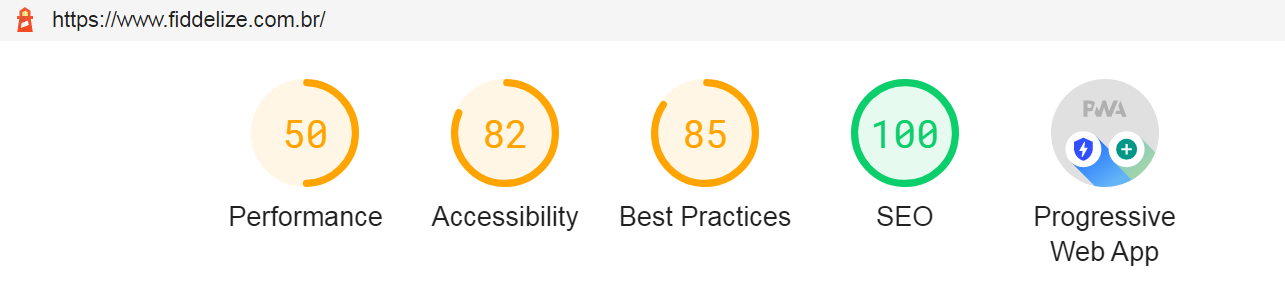 https://www.fiddelize.com.br/
50
82
85
100
PWA
Performance
Accessibility
Best Practices
SEO
Progressive
Web App